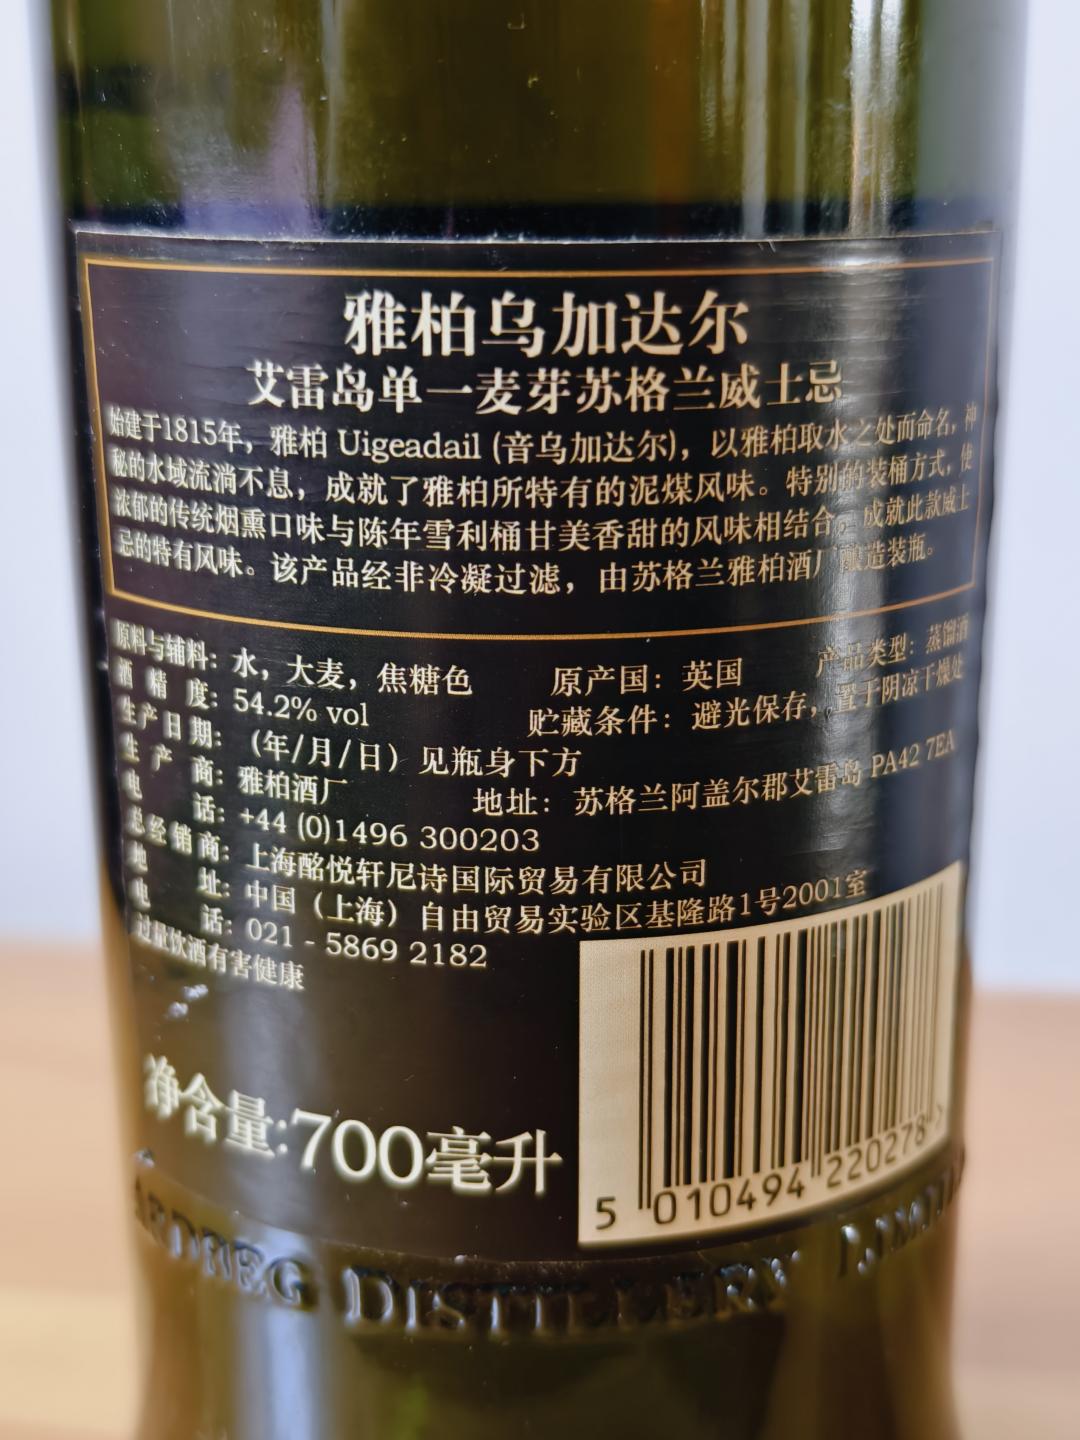 雅柏乌加达尔
艾雷岛单一麦芽苏格兰威士忌
始建于1815年，雅柏 Uigeadail (音乌加达尔)，以雅柏取水之处而命名，神
秘的水域流淌不息，成就了雅柏所特有的泥煤风味。特别的装桶方式，使
浓郁的传统烟熏口味与陈年雪利桶甘美香甜的风味相结合，成就此款威士
忌的特有风味。该产品经非冷凝过滤，由苏格兰雅柏酒厂酿造装瓶。
原料与辅料：水，大麦，焦糖色 原产国：英国 产品类型：蒸馏酒
酒精度：54.2% vol 贮藏条件：避光保存，置于阴凉干燥处
生产日期：（年/月/日）见瓶身下方
生产商：雅柏酒厂 地址：苏格兰阿盖尔郡艾雷岛 PA42 7EA
电话：+44 (0)1496 300203
总经销商：上海酩悦轩尼诗国际贸易有限公司
地址：中国（上海）自由贸易实验区基隆路1号2001室
电话：021 - 5869 2182
过量饮酒有害健康
净含量:700毫升
5 010494 220278 >
ARDBEG DISTILLERY LIMITED